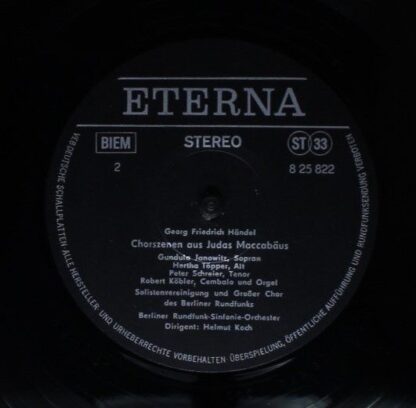 ETERNA
BIEM
STEREO
ST 33
2
8 25 822
Georg Friedrich Händel
Chorszenen aus Judas Maccabäus
Gundula Janowitz, Sopran
Hertha Töpper, Alt
Peter Schreier, Tenor
Robert Köbler, Cembalo und Orgel
Solistenvereinigung und Großer Chor
des Berliner Rundfunks
Berliner Rundfunk-Sinfonie-Orchester
Dirigent: Helmut Koch
VEB DEUTSCHE SCHALLPLATTEN ALLE HERSTELLER- UND URHEBERRECHTE VORBEHALTEN ÜBERSPIELUNG, ÖFFENTLICHE AUFFÜHRUNG UND RUNDFUNKSENDUNG VERBOTEN